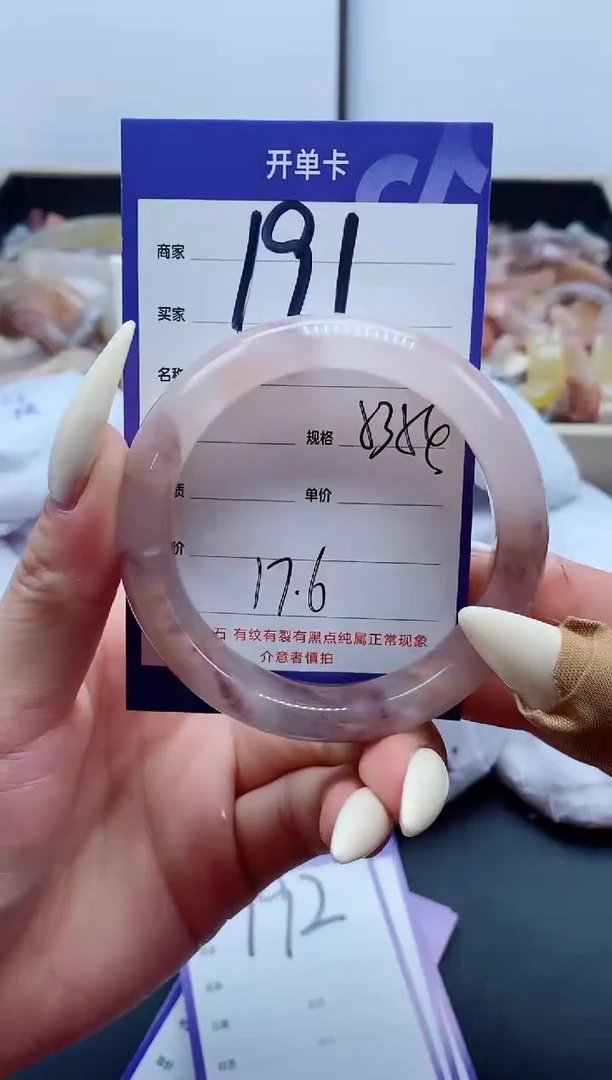 开单卡
商家 191
买家
名称
规格 8386
质 单价
价 17.6
石 有纹有裂有黑点纯属正常现象
介意者慎拍
192